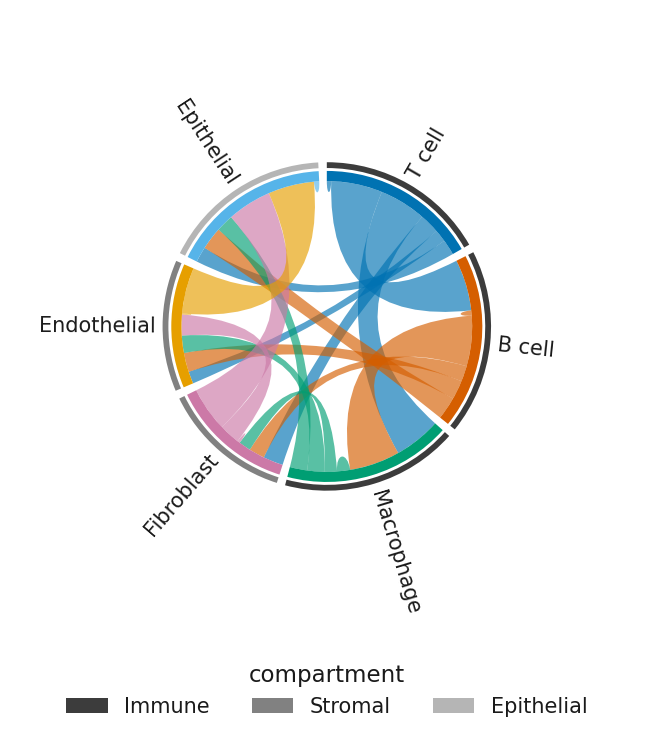 Epithelial
T cell
Endothelial
B cell
Fibroblast
Macrophage
compartment
Immune
Stromal
Epithelial